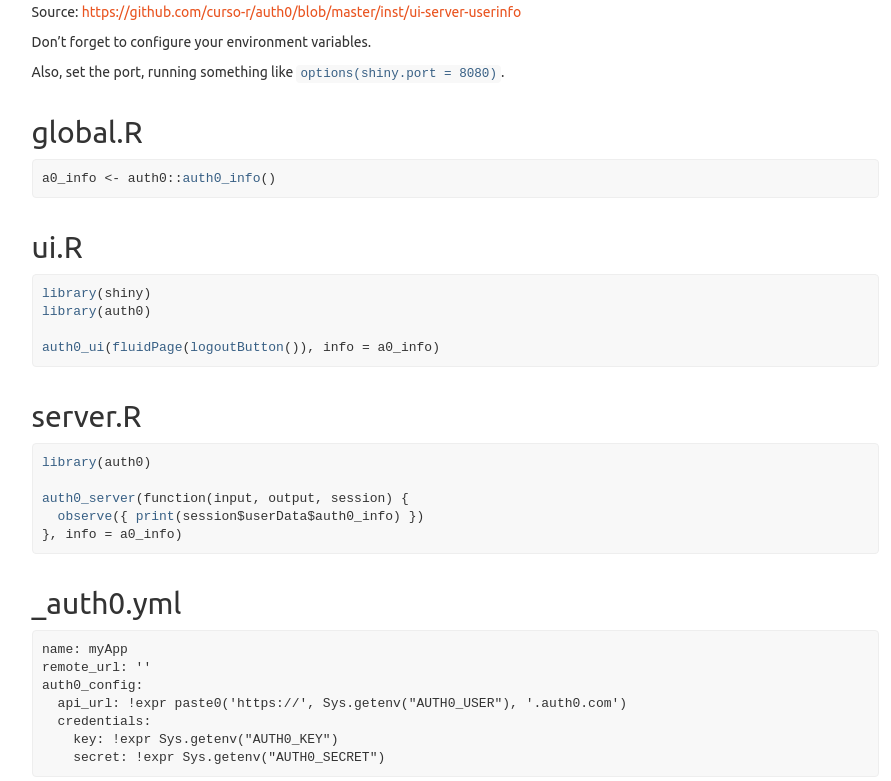 Source: https://github.com/curso-r/auth0/blob/master/inst/ui-server-userinfo
Don’t forget to configure your environment variables.
Also, set the port, running something like options(shiny.port = 8080).
global.R
a0_info <- auth0::auth0_info()
ui.R
library(shiny)
library(auth0)
auth0_ui(fluidPage(logoutButton()), info = a0_info)
server.R
library(auth0)
auth0_server(function(input, output, session) {
  observe({ print(session$userData$auth0_info) })
}, info = a0_info)
_auth0.yml
name: myApp
remote_url: ''
auth0_config:
  api_url: !expr paste0('https://', Sys.getenv("AUTH0_USER"), '.auth0.com')
  credentials:
    key: !expr Sys.getenv("AUTH0_KEY")
    secret: !expr Sys.getenv("AUTH0_SECRET")